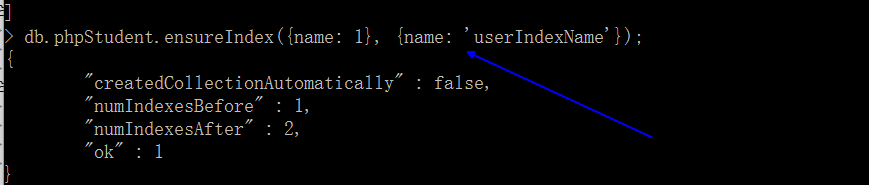 ]
> db.phpStudent.ensureIndex({name: 1}, {name: 'userIndexName'});
{
"createdCollectionAutomatically" : false,
"numIndexesBefore" : 1,
"numIndexesAfter" : 2,
"ok" : 1
}